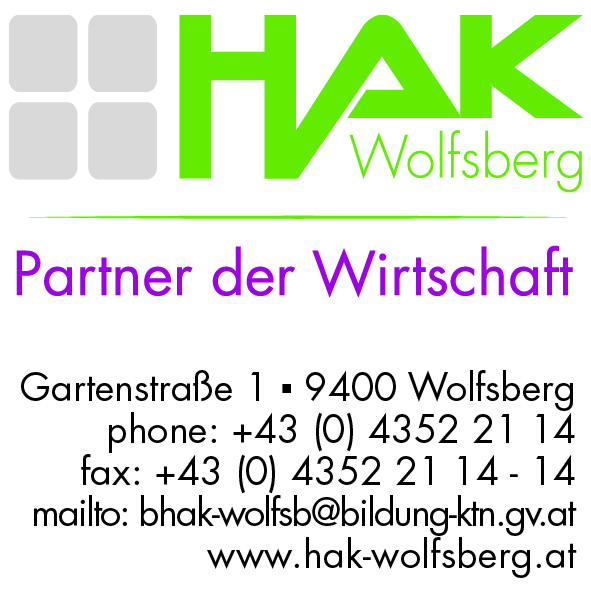 HAK
Wolfsberg
Partner der Wirtschaft
Gartenstraße 1 ▪ 9400 Wolfsberg
phone: +43 (0) 4352 21 14
fax: +43 (0) 4352 21 14 - 14
mailto: bhak-wolfsb@bildung-ktn.gv.at
www.hak-wolfsberg.at